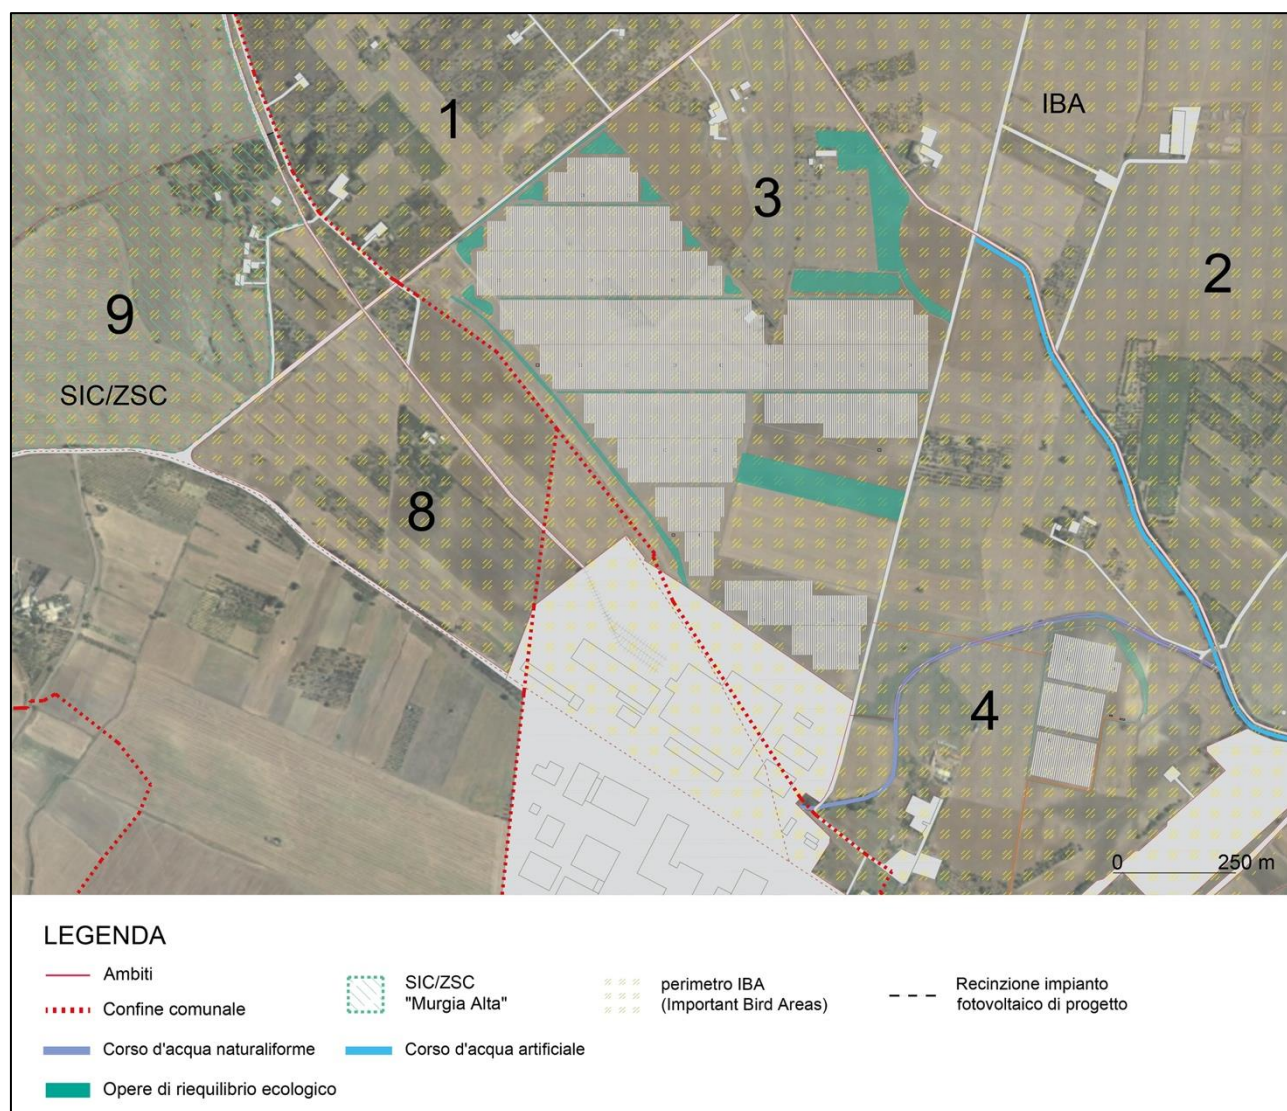 1
IBA
3
2
9
SIC/ZSC
8
4
0 250 m
LEGENDA
Ambiti
Confine comunale
Corso d'acqua naturaliforme
Opere di riequilibrio ecologico
SIC/ZSC
"Murgia Alta"
Corso d'acqua artificiale
perimetro IBA
(Important Bird Areas)
Recinzione impianto
fotovoltaico di progetto